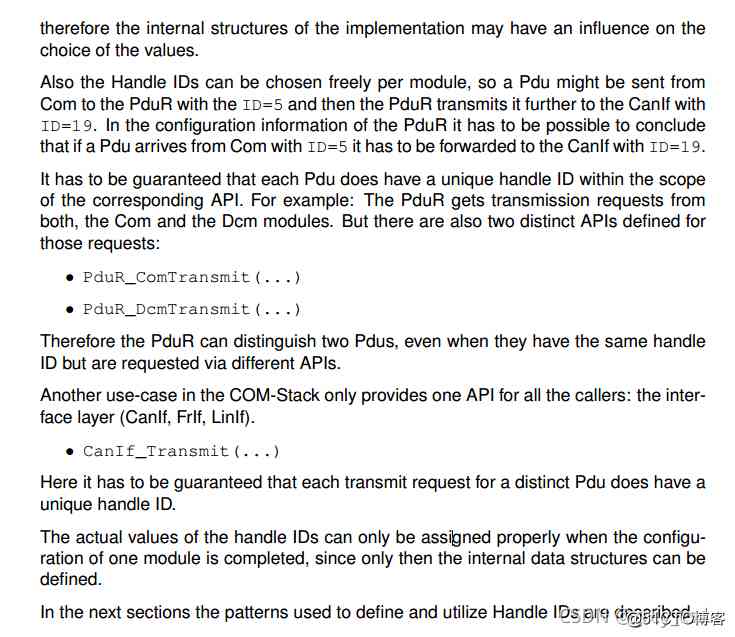 therefore the internal structures of the implementation may have an influence on the
choice of the values.
Also the Handle IDs can be chosen freely per module, so a Pdu might be sent from
Com to the PduR with the ID=5 and then the PduR transmits it further to the CanIf with
ID=19. In the configuration information of the PduR it has to be possible to conclude
that if a Pdu arrives from Com with ID=5 it has to be forwarded to the CanIf with ID=19.
It has to be guaranteed that each Pdu does have a unique handle ID within the scope
of the corresponding API. For example: The PduR gets transmission requests from
both, the Com and the Dcm modules. But there are also two distinct APIs defined for
those requests:
• PduR_ComTransmit(...)
• PduR_DcmTransmit(...)
Therefore the PduR can distinguish two Pdus, even when they have the same handle
ID but are requested via different APIs.
Another use-case in the COM-Stack only provides one API for all the callers: the inter-
face layer (CanIf, FrIf, LinIf).
• CanIf_Transmit(...)
Here it has to be guaranteed that each transmit request for a distinct Pdu does have a
unique handle ID.
The actual values of the handle IDs can only be assigned properly when the configu-
ration of one module is completed, since only then the internal data structures can be
defined.
In the next sections the patterns used to define and utilize Handle IDs are described.
CSDN
@51CTO博客